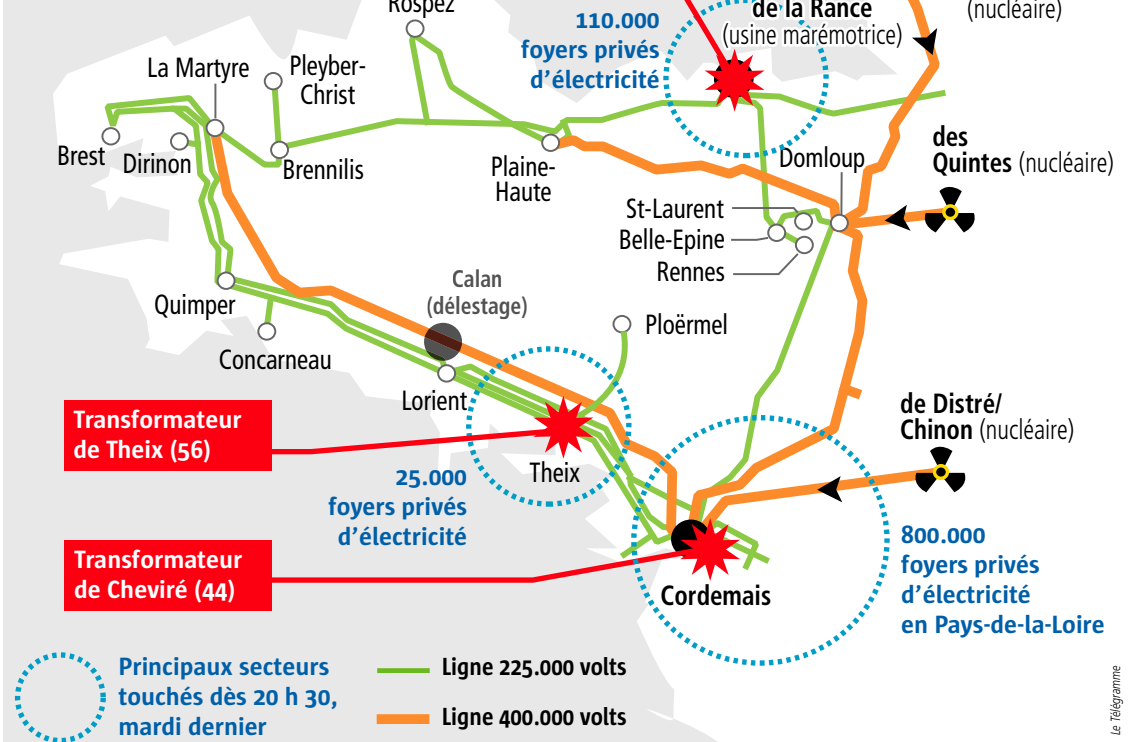 Rospez
110.000
foyers privés
d'électricité
de la Rance
(usine marémotrice)
(nucléaire)
La Martyre
Pleyber-
Christ
Brest
Dirinon
Brennilis
Plaine-
Haute
Domloup
des
Quintes (nucléaire)
St-Laurent
Belle-Epine
Rennes
Quimper
Calan
(délestage)
Ploërmel
Concarneau
Lorient
Transformateur
de Theix (56)
Theix
25.000
foyers privés
d'électricité
de Distré/
Chinon (nucléaire)
Transformateur
de Cheviré (44)
Cordemais
800.000
foyers privés
d'électricité
en Pays-de-la-Loire
Principaux secteurs
touchés dès 20 h 30,
mardi dernier
Ligne 225.000 volts
Ligne 400.000 volts
Le Télégramme